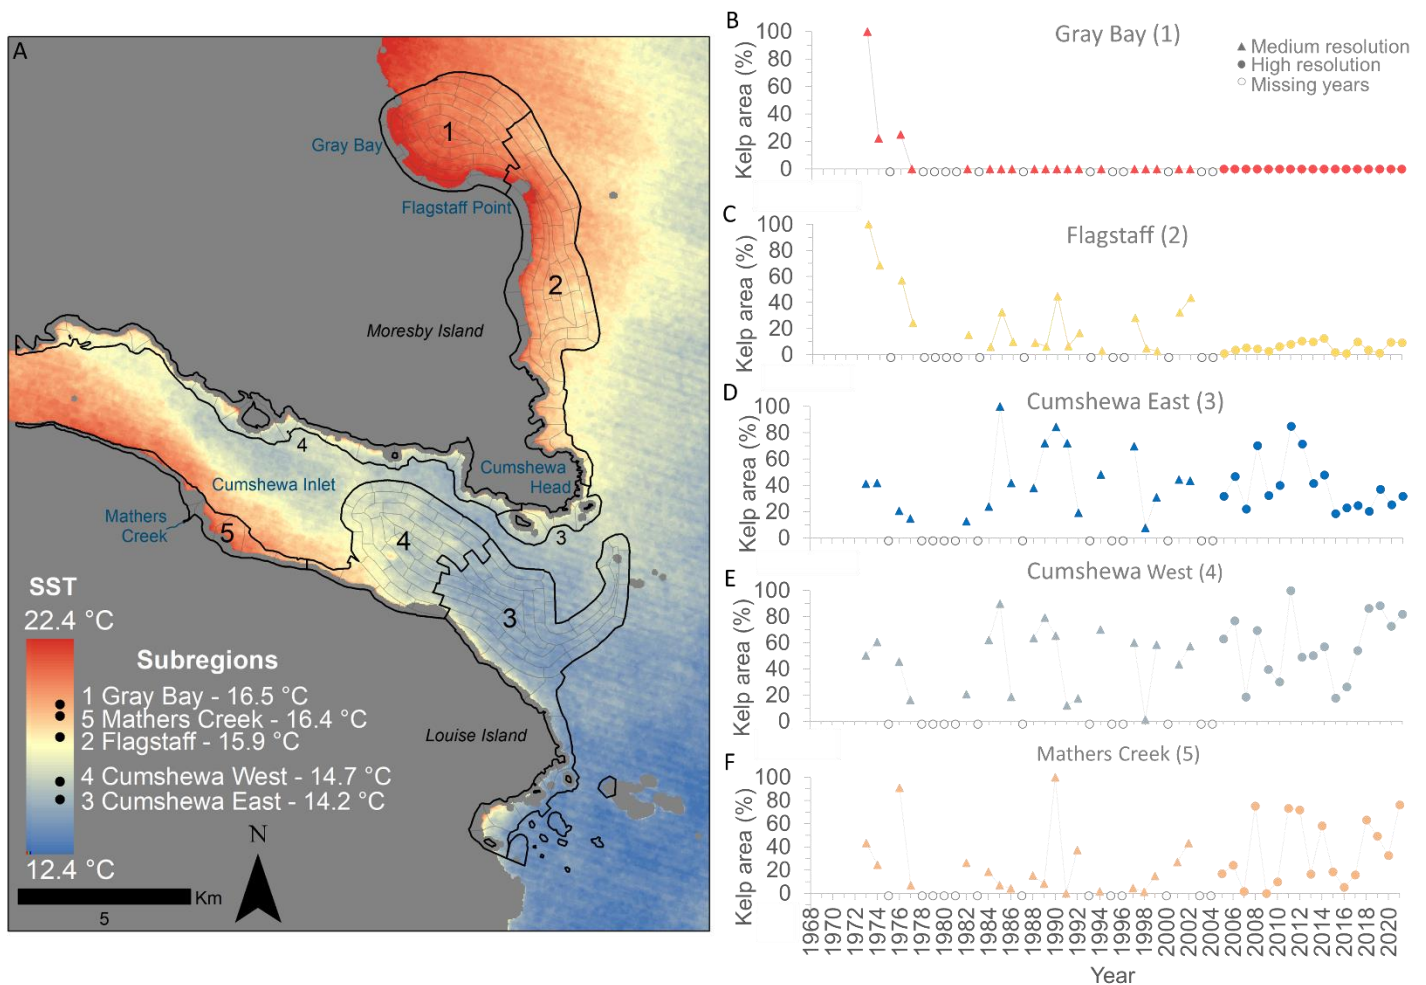 A
Gray Bay
1
Flagstaff Point
2
Moresby Island
4
Cumshewa
Head
Cumshewa Inlet
3
Mathers
Creek
5
4
3
SST
22.4 °C
Subregions
1 Gray Bay - 16.5 °C
5 Mathers Creek - 16.4 °C
2 Flagstaff - 15.9 °C
4 Cumshewa West - 14.7 °C
3 Cumshewa East - 14.2 °C
12.4 °C
Louise Island
N
Km
5
B
Gray Bay (1)
Kelp area (%)
100
80
60
40
20
0
Medium resolution
High resolution
Missing years
C
Flagstaff (2)
Kelp area (%)
100
80
60
40
20
0
D
Cumshewa East (3)
Kelp area (%)
100
80
60
40
20
0
E
Cumshewa West (4)
Kelp area (%)
100
80
60
40
20
0
F
Mathers Creek (5)
Kelp area (%)
100
80
60
40
20
0
1968
1970
1972
1974
1976
1978
1980
1982
1984
1986
1988
1990
1992
1994
1996
1998
2000
2002
2004
2006
2008
2010
2012
2014
2016
2018
2020
Year